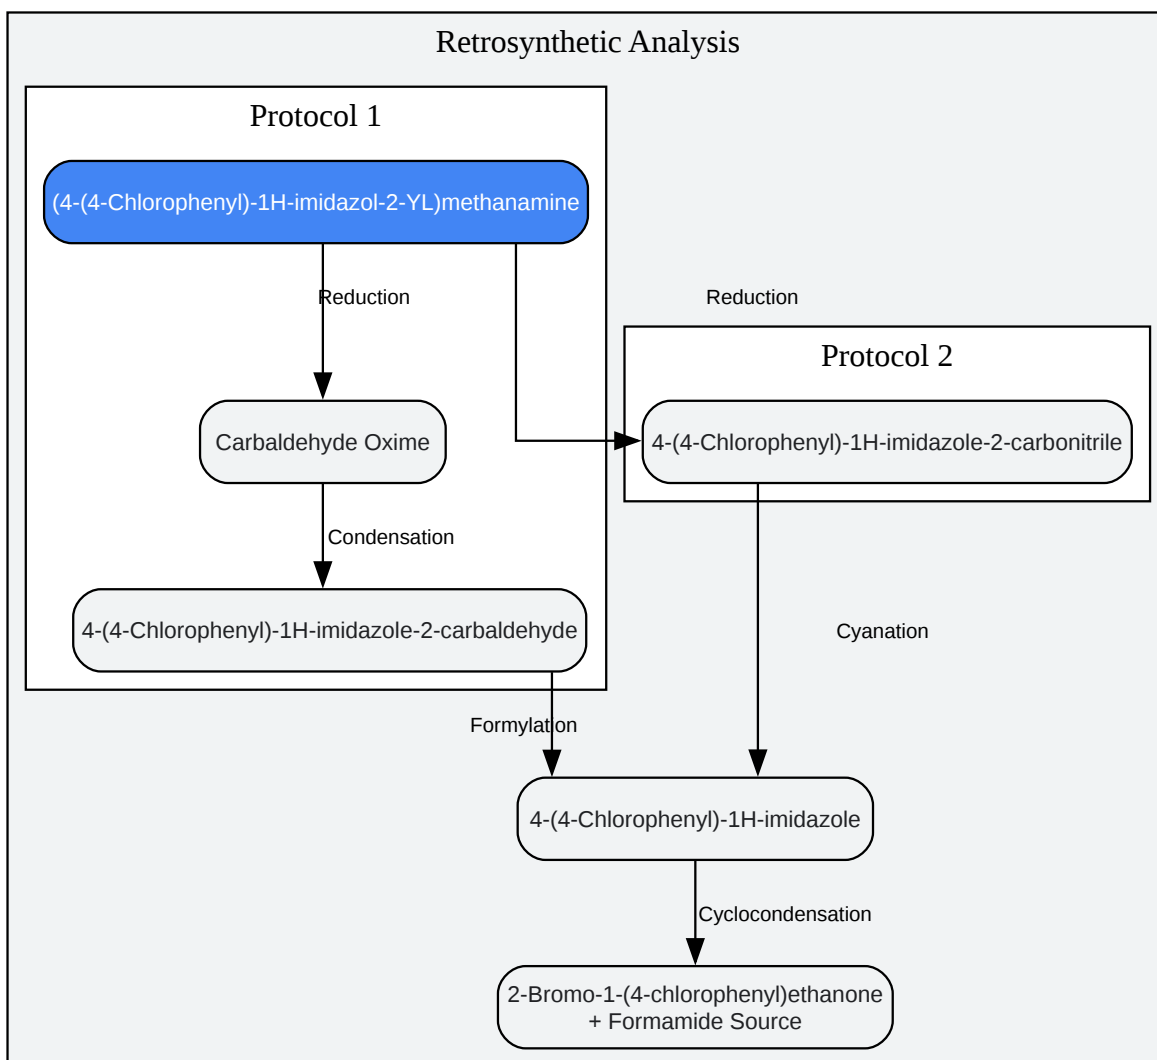 Retrosynthetic Analysis
Protocol 1
(4-(4-Chlorophenyl)-1H-imidazol-2-YL)methanamine
Reduction
Reduction
Protocol 2
Carbaldehyde Oxime
4-(4-Chlorophenyl)-1H-imidazole-2-carbonitrile
Condensation
4-(4-Chlorophenyl)-1H-imidazole-2-carbaldehyde
Cyanation
Formylation
4-(4-Chlorophenyl)-1H-imidazole
Cyclocondensation
2-Bromo-1-(4-chlorophenyl)ethanone
+ Formamide Source